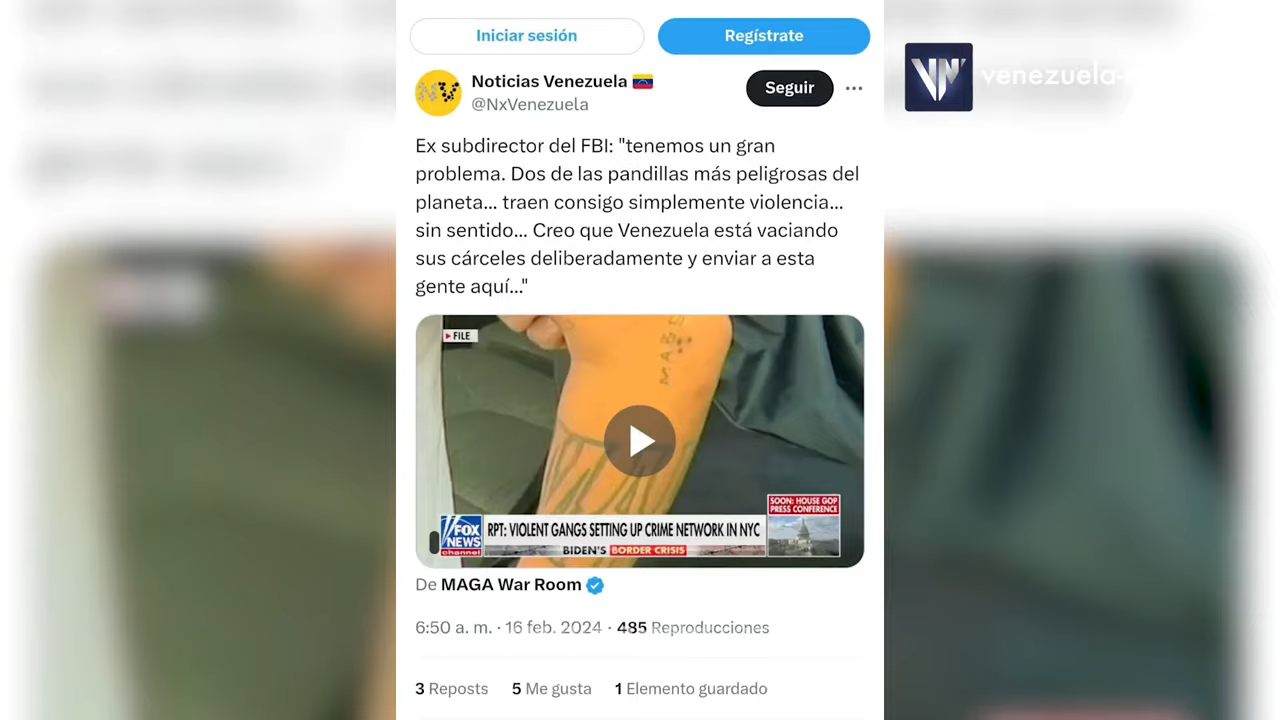 Iniciar sesión
Regístrate
Noticias Venezuela
@NxVenezuela
Seguir
venezuela-
Ex subdirector del FBI: "tenemos un gran
problema. Dos de las pandillas más peligrosas del
planeta... traen consigo simplemente violencia...
sin sentido... Creo que Venezuela está vaciando
sus cárceles deliberadamente y enviar a esta
gente aquí..."
FILE
SOON: HOUSE GOP
PRESS CONFERENCE
FOX
NEWS
channel
RPT: VIOLENT GANGS SETTING UP CRIME NETWORK IN NYC
BIDEN'S BORDER CRISIS
De MAGA War Room
6:50 a. m. · 16 feb. 2024 · 485 Reproducciones
3 Reposts 5 Me gusta 1 Elemento guardado